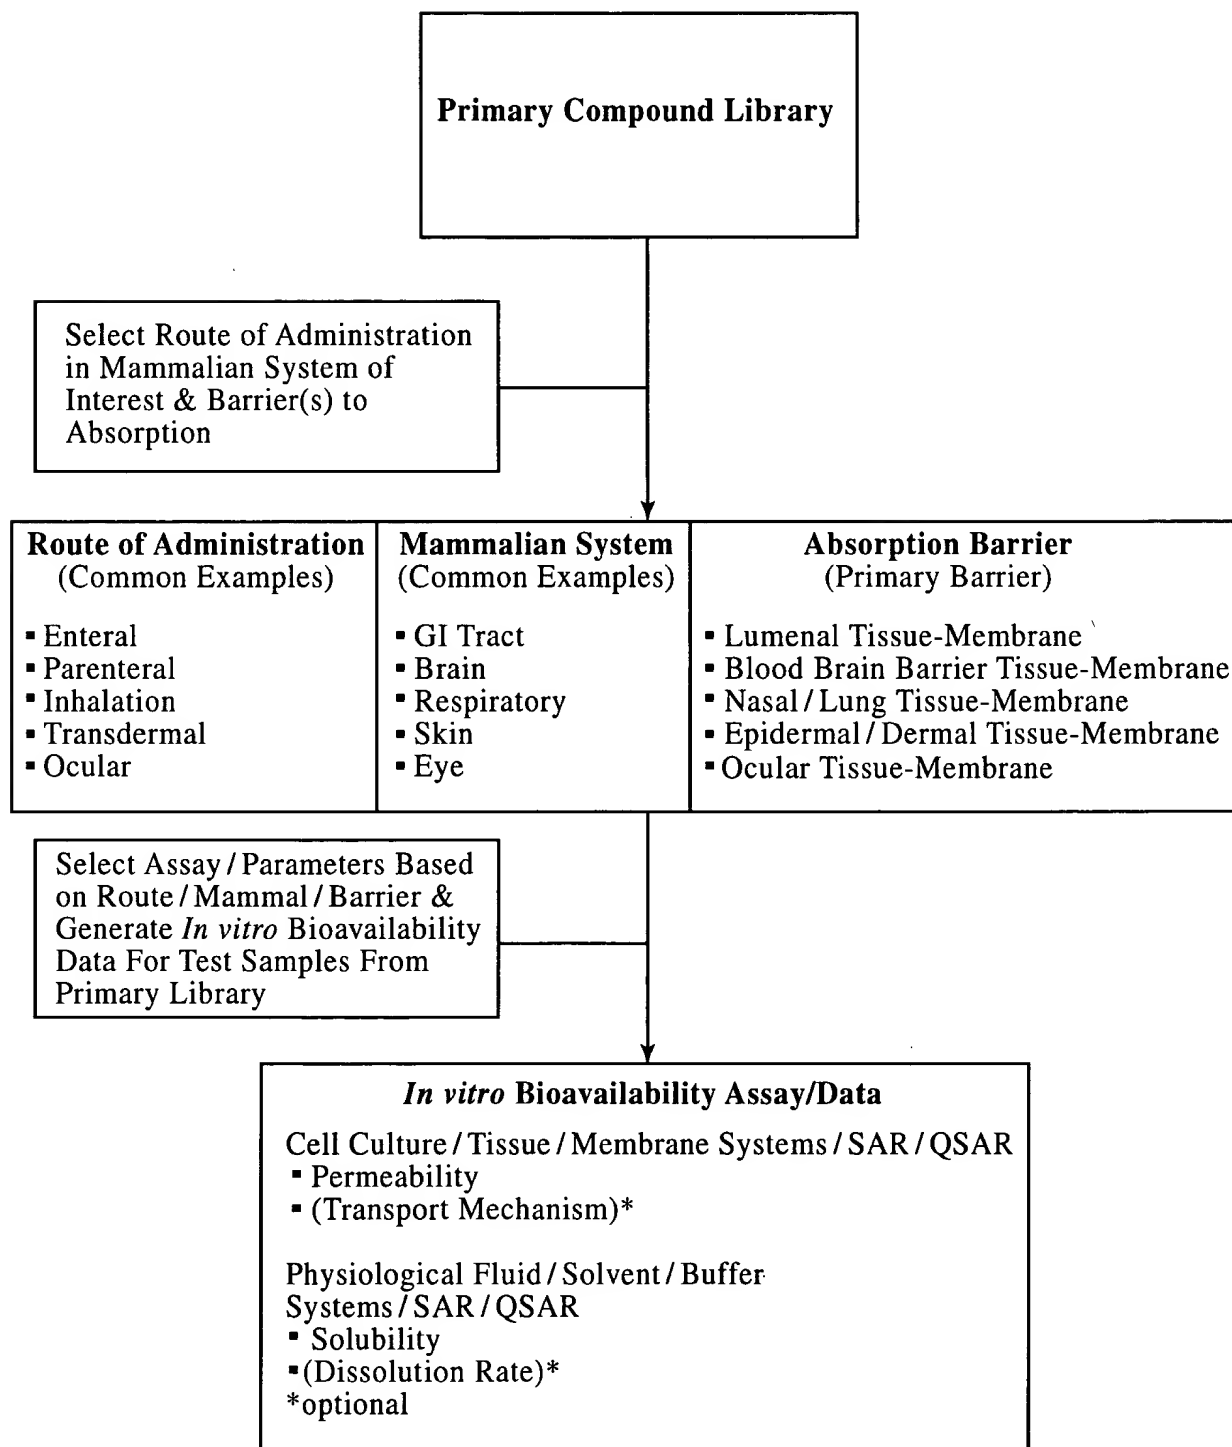 Primary Compound Library
Select Route of Administration
in Mammalian System of
Interest & Barrier(s) to
Absorption
Route of Administration
(Common Examples)
▪ Enteral
▪ Parenteral
▪ Inhalation
▪ Transdermal
▪ Ocular
Mammalian System
(Common Examples)
▪ GI Tract
▪ Brain
▪ Respiratory
▪ Skin
▪ Eye
Absorption Barrier
(Primary Barrier)
▪ Lumenal Tissue-Membrane
▪ Blood Brain Barrier Tissue-Membrane
▪ Nasal / Lung Tissue-Membrane
▪ Epidermal / Dermal Tissue-Membrane
▪ Ocular Tissue-Membrane
Select Assay / Parameters Based
on Route / Mammal / Barrier &
Generate In vitro Bioavailability
Data For Test Samples From
Primary Library
In vitro Bioavailability Assay/Data
Cell Culture / Tissue / Membrane Systems / SAR / QSAR
▪ Permeability
▪ (Transport Mechanism)*
Physiological Fluid / Solvent / Buffer
Systems / SAR / QSAR
▪ Solubility
▪ (Dissolution Rate)*
*optional